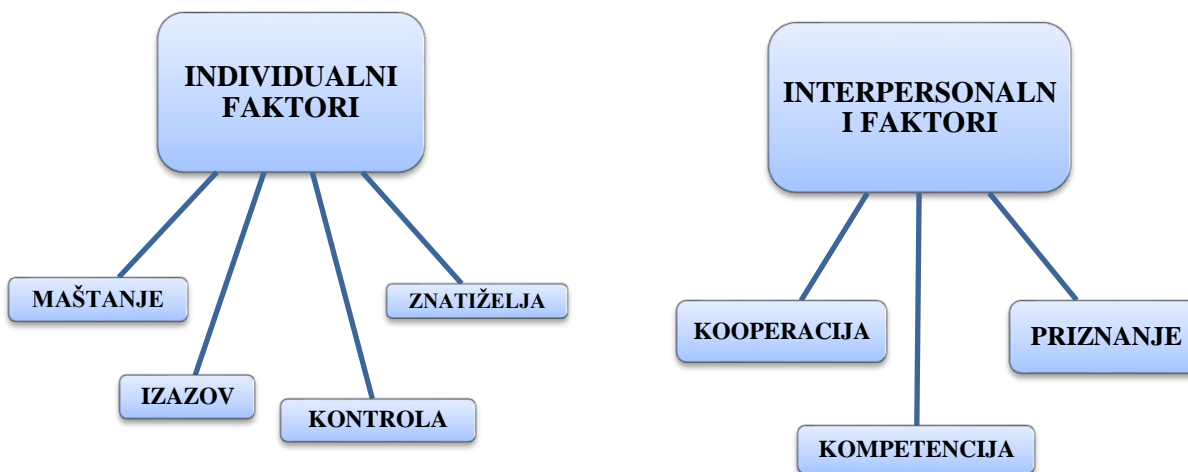 INDIVIDUALNI
FAKTORI
MAŠTANJE
IZAZOV
KONTROLA
ZNATIŽELJA
INTERPERSONALN
I FAKTORI
KOOPERACIJA
KOMPETENCIJA
PRIZNANJE